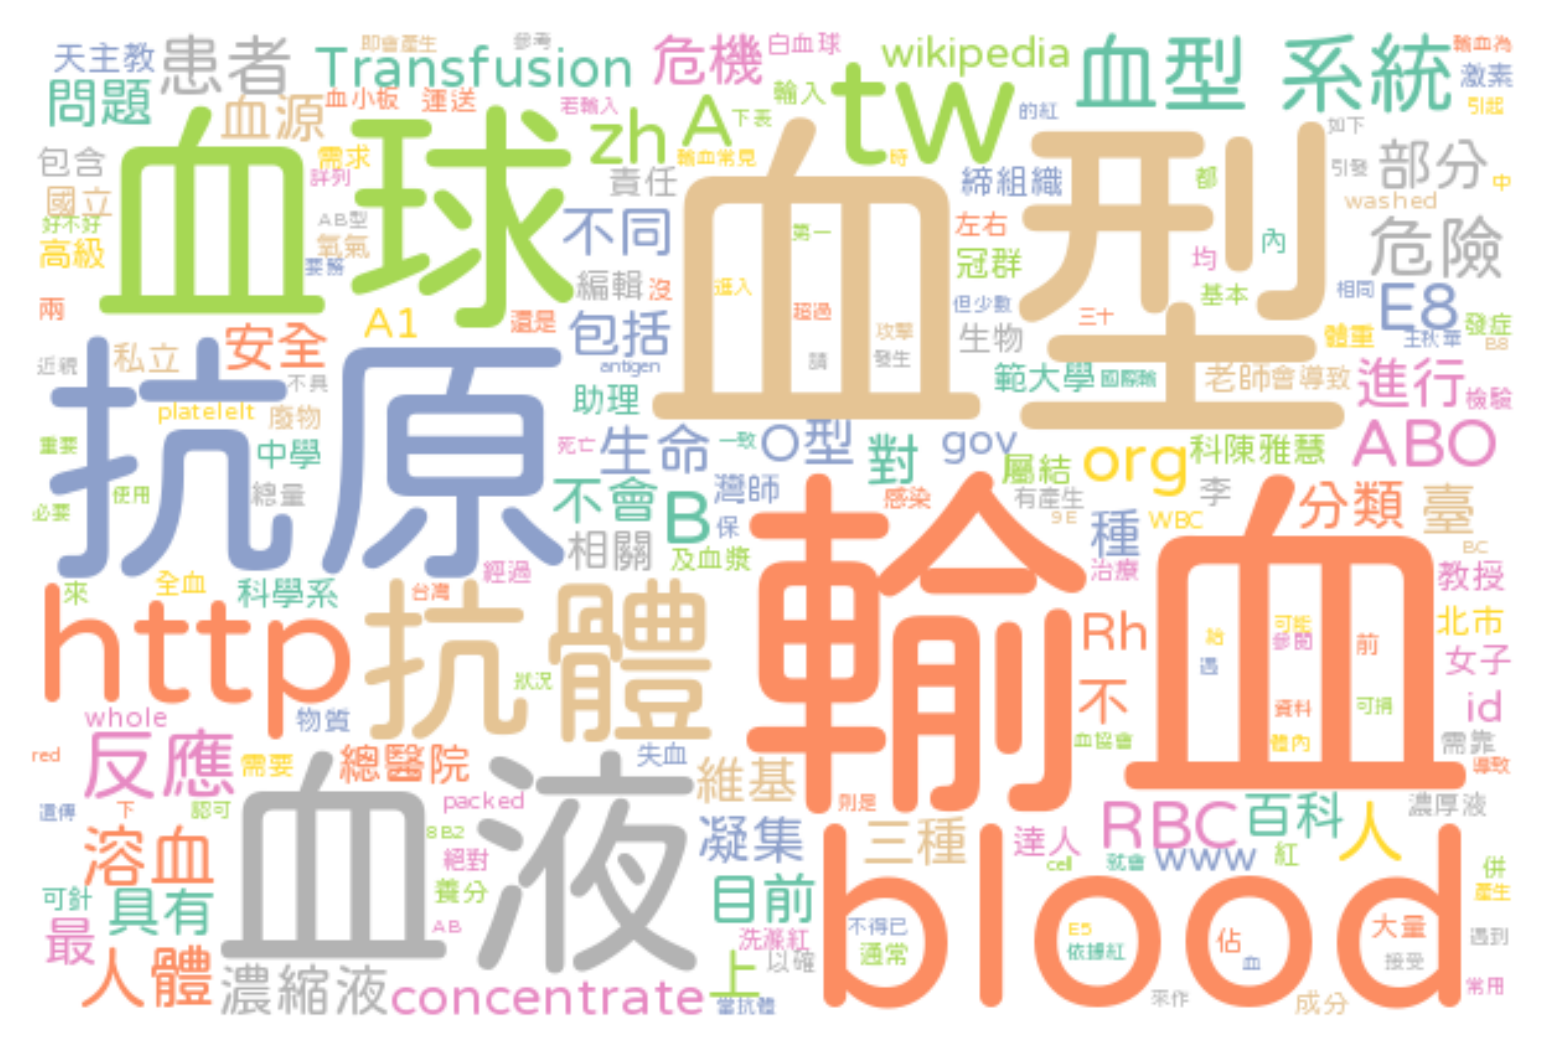 天主教
患者
即會產生
參考
Transfusion
危機
白血球
wikipedia
血型 系統
輸血為
激素
問題
血源
血小板
運送
若輸入
輸入
tw
的紅
引起
包含
血球
需求
詳列
zh
A
下表
輸血常見
時
血型
如下
引發
部分
中
國立
AB型
責任
締組織
都
washed
好不好
高級
氧氣
要務
不同
第一
左右
均
內
危險
兩
編輯
沒
進入
冠群
基本
相同
E8
安全
A1
還是
包括
超過
攻擊
但少數
三十
體重
王秋華
發症
B8
近視
私立
不具
antigen
請
發生
生物
抗原
platelelt
廢物
助理
範大學
國際輸
老師
會導致
進行
檢驗
重要
中學
死亡
生命
一致
O型
對
gov
屬結
org
科陳雅慧
ABO
必要
使用
總量
不會
B
灣師
保
感染
有產生
李
9E
WBC
分類
臺
相關
及血漿
輸血
種
治療
BC
教授
來
全血
科學系
經過
台灣
http
抗體
狀況
Rh
給
遇
可能
參閱
前
北市
女子
whole
物質
不
資料
可捐
id
red
反應
需要
總醫院
失血
維基
血協會
體內
需靠
導致
遺傳
下
認可
血液
packed
則是
RBC
百科
人
濃厚液
溶血
8B2
絕對
凝集
三種
blood
達人
cell
就會
www
紅
併
產生
可針
具有
養分
目前
最
AB
洗滌紅
不得已
通常
E5
依據紅
佔
血
大量
接受
遇到
人體
濃縮液
concentrate
上
以確
當抗體
來作
成分
常用